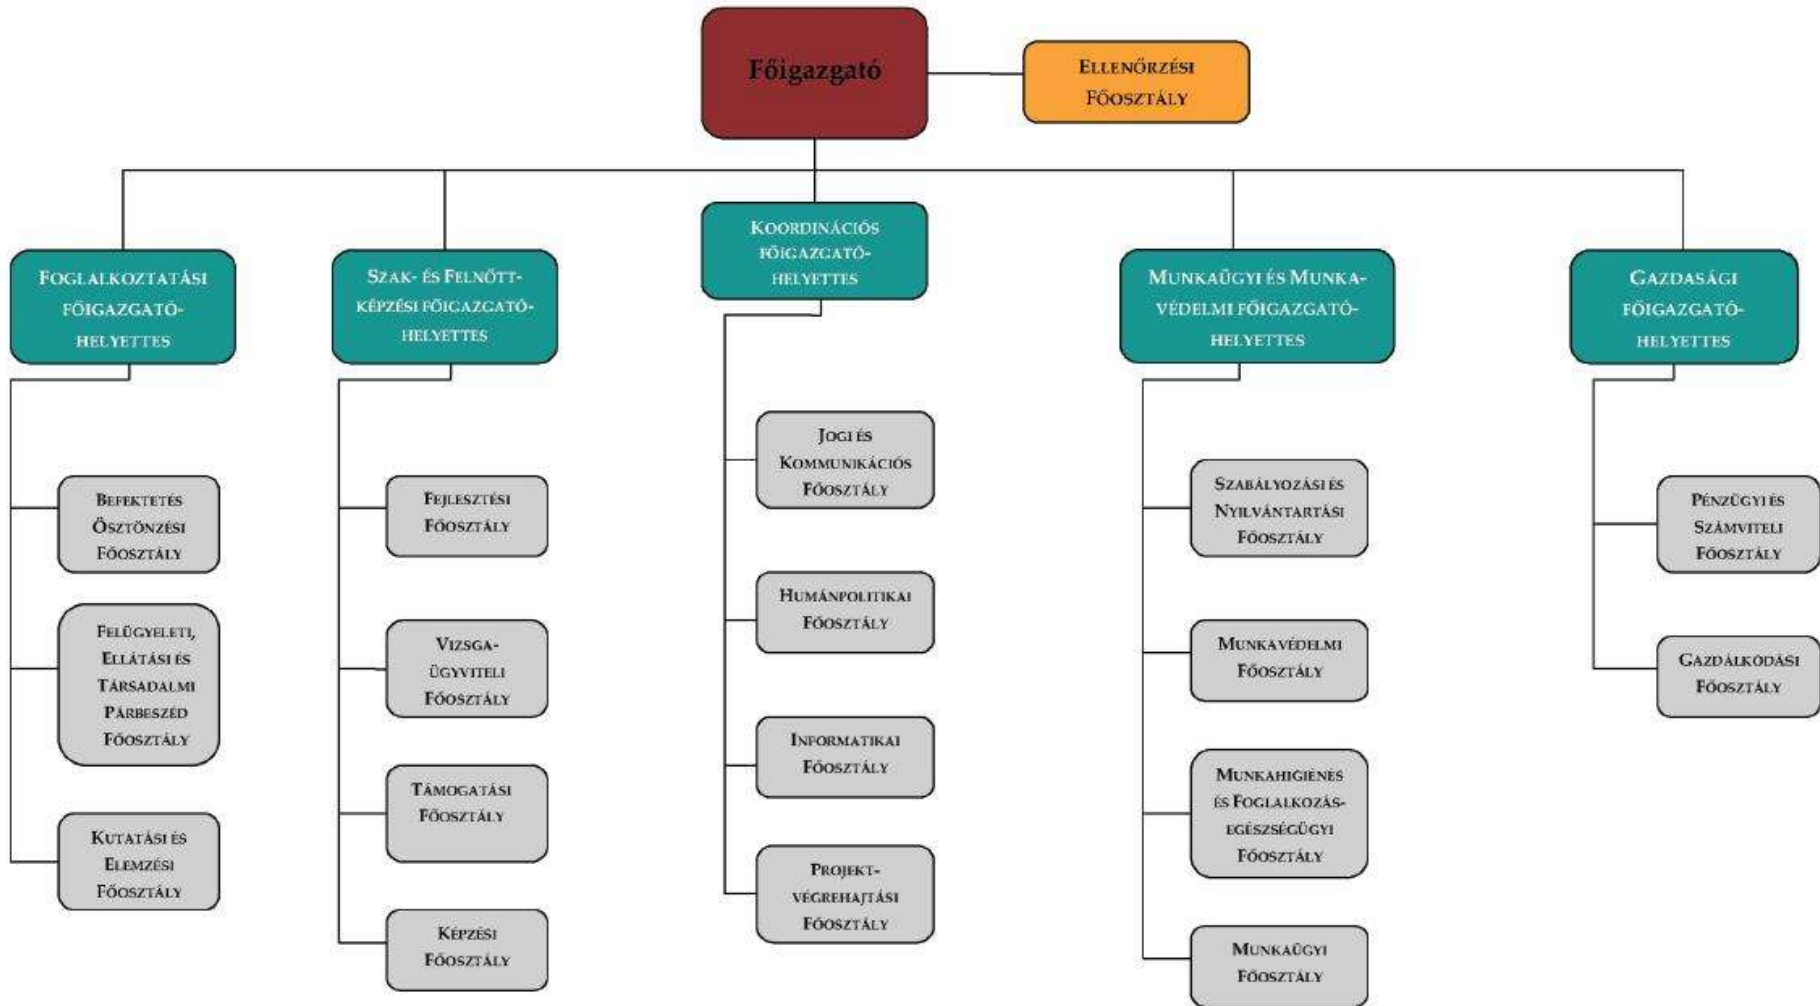 Főigazgató
ELLENŐRZÉSI
FŐOSZTÁLY
FOGLALKOZTATÁSI
FŐIGAZGATÓ-
HELYETTES
SZAK- ÉS FELNŐTT-
KÉPZÉSI FŐIGAZGATÓ-
HELYETTES
KOORDINÁCIÓS
FŐIGAZGATÓ-
HELYETTES
MUNKAÜGYI ÉS MUNKA-
VÉDELMI FŐIGAZGATÓ-
HELYETTES
GAZDASÁGI
FŐIGAZGATÓ-
HELYETTES
BEFEKTETÉS
ÖSZTÖNZÉSI
FŐOSZTÁLY
FELÜGYELETI,
ELLÁTÁSI ÉS
TÁRSADALMI
PÁRBESZÉD
FŐOSZTÁLY
KUTATÁSI ÉS
ELEMZÉSI
FŐOSZTÁLY
FEJLESZTÉSI
FŐOSZTÁLY
VIZSGA-
ÜGYVITELI
FŐOSZTÁLY
TÁMOGATÁSI
FŐOSZTÁLY
KÉPZÉSI
FŐOSZTÁLY
JOGI ÉS
KOMMUNIKÁCIÓS
FŐOSZTÁLY
HUMÁNPOLITIKAI
FŐOSZTÁLY
INFORMATIKAI
FŐOSZTÁLY
PROJEKT-
VÉGREHAJTÁSI
FŐOSZTÁLY
SZABÁLYOZÁSI ÉS
NYILVÁNTARTÁSI
FŐOSZTÁLY
MUNKAVÉDELMI
FŐOSZTÁLY
MUNKAHIGIÉNÉS
ÉS FOGLALKOZÁS-
EGÉSZSÉGÜGYI
FŐOSZTÁLY
MUNKAÜGYI
FŐOSZTÁLY
PÉNZÜGYI ÉS
SZÁMVITELI
FŐOSZTÁLY
GAZDÁLKODÁSI
FŐOSZTÁLY